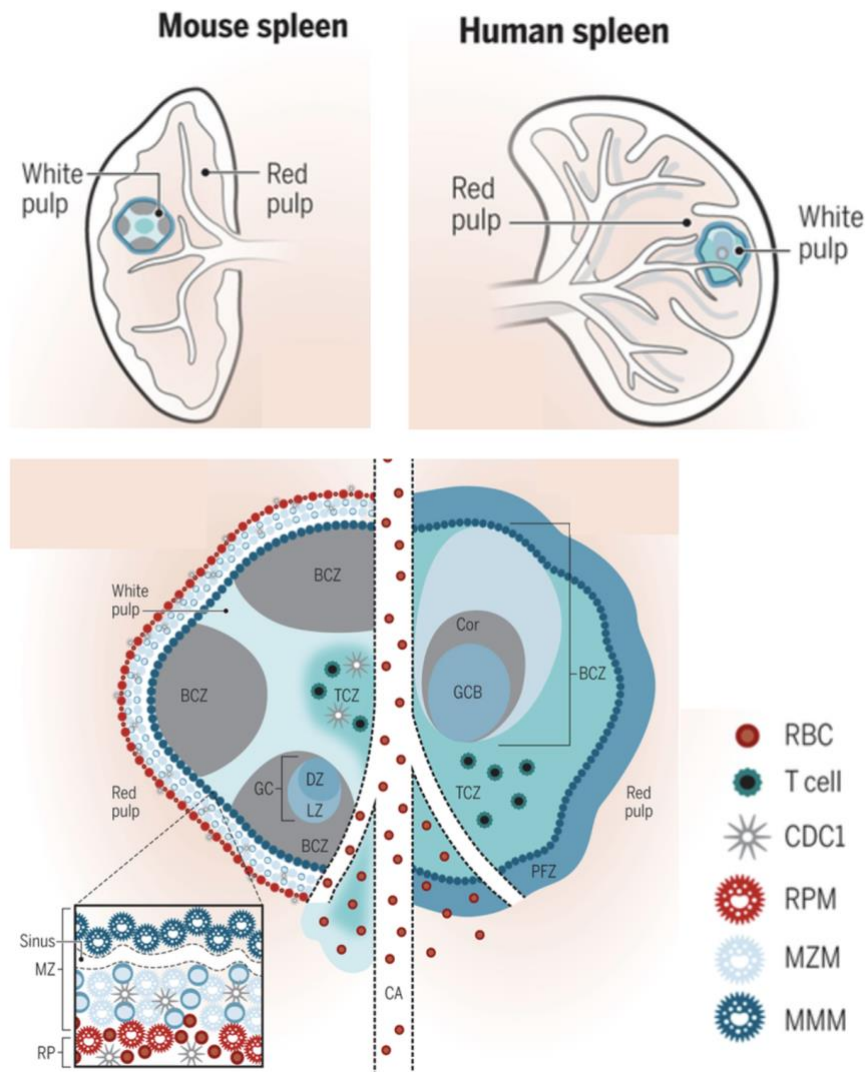 Mouse spleen
Human spleen
White
pulp
Red
pulp
Red
pulp
White
pulp
White
pulp
BCZ
BCZ
TCZ
GC
DZ
LZ
BCZ
Red
pulp
Cor
GCB
BCZ
TCZ
Red
pulp
PFZ
CA
Sinus
MZ
RP
RBC
T cell
CDC1
RPM
MZM
MMM